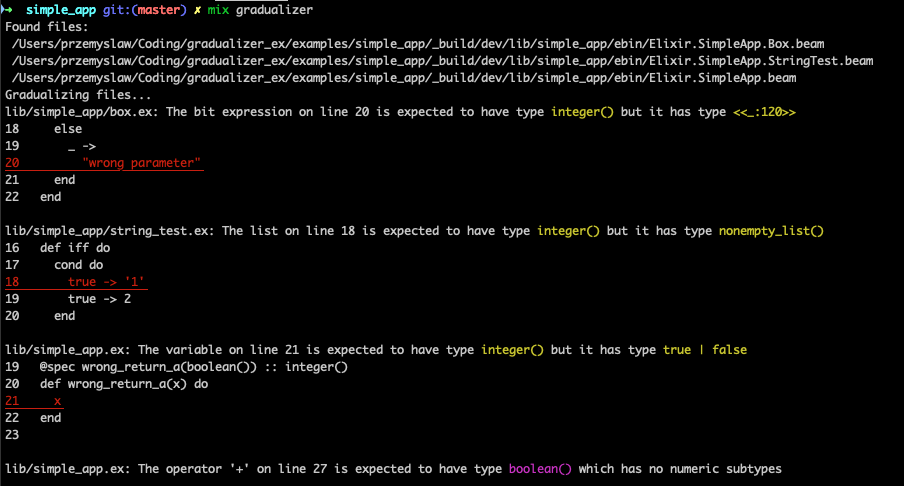 → simple_app git:(master) ✗ mix gradualizer
Found files:
 /Users/przemyslaw/Coding/gradualizer_ex/examples/simple_app/_build/dev/lib/simple_app/ebin/Elixir.SimpleApp.Box.beam
 /Users/przemyslaw/Coding/gradualizer_ex/examples/simple_app/_build/dev/lib/simple_app/ebin/Elixir.SimpleApp.StringTest.beam
 /Users/przemyslaw/Coding/gradualizer_ex/examples/simple_app/_build/dev/lib/simple_app/ebin/Elixir.SimpleApp.beam
Gradualizing files...
lib/simple_app/box.ex: The bit expression on line 20 is expected to have type integer() but it has type <<_:120>>
18     else
19       _ ->
20         "wrong parameter"
21     end
22   end

lib/simple_app/string_test.ex: The list on line 18 is expected to have type integer() but it has type nonempty_list()
16   def iff do
17     cond do
18       true -> '1'
19       true -> 2
20     end

lib/simple_app.ex: The variable on line 21 is expected to have type integer() but it has type true | false
19   @spec wrong_return_a(boolean()) :: integer()
20   def wrong_return_a(x) do
21     x
22   end
23

lib/simple_app.ex: The operator '+' on line 27 is expected to have type boolean() which has no numeric subtypes